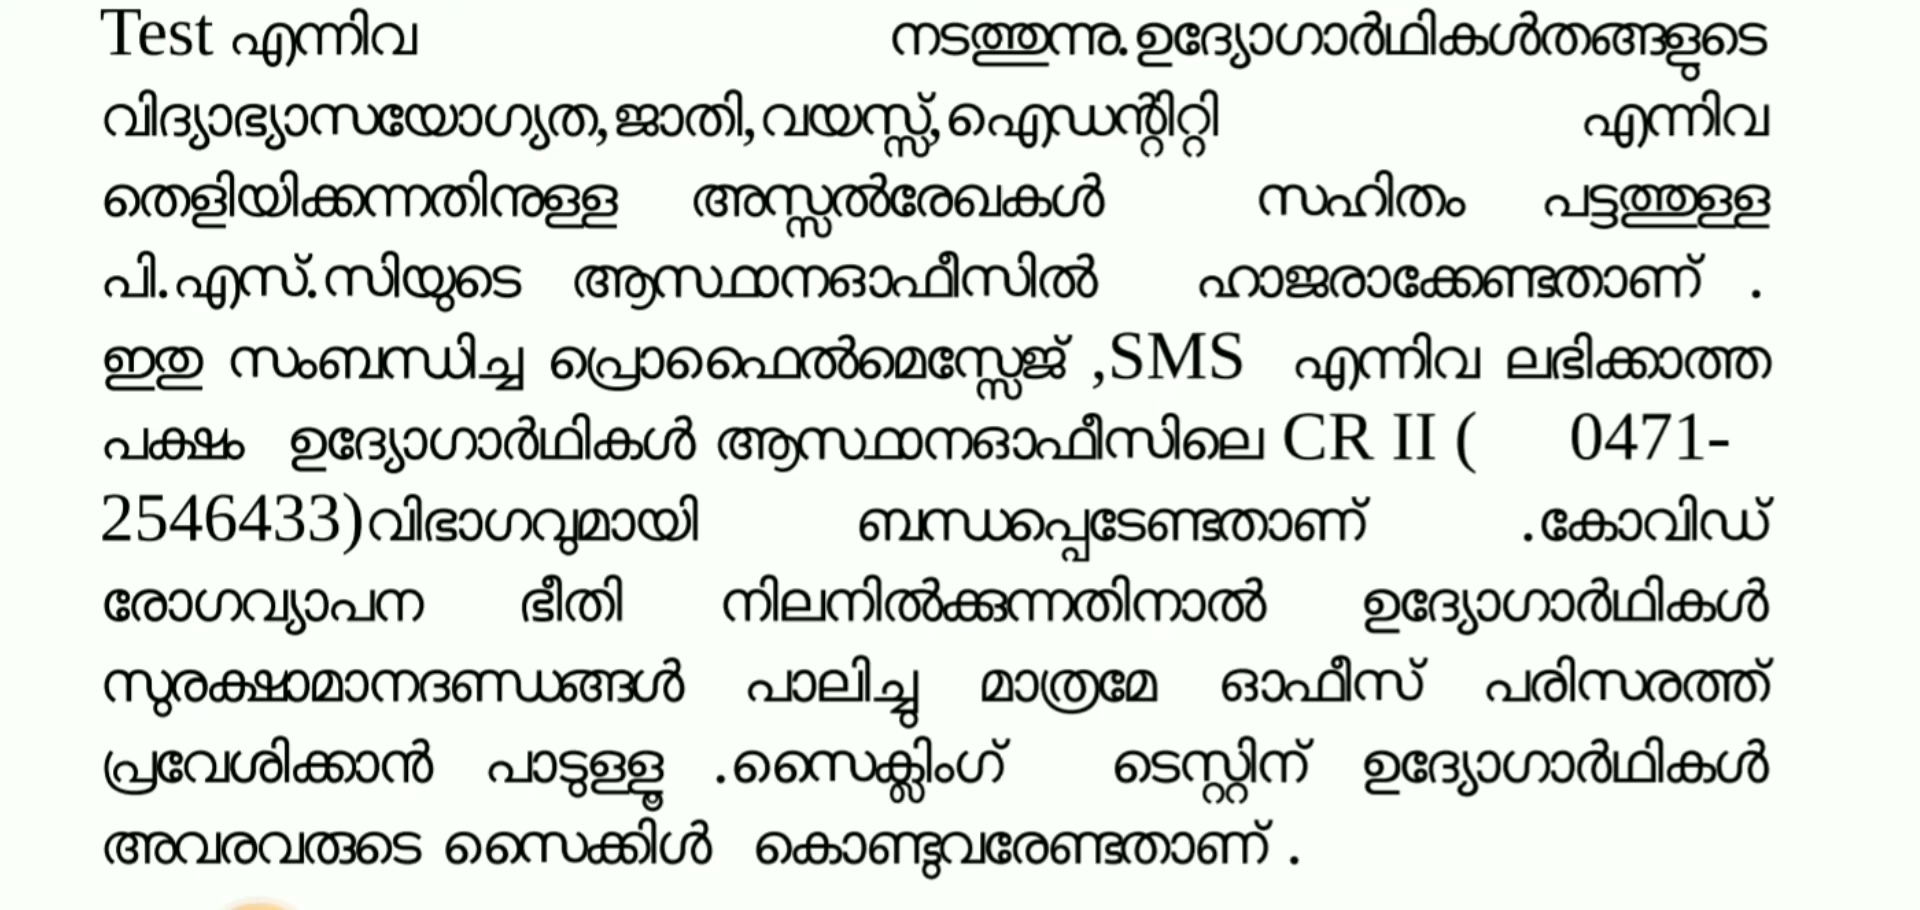 Test എന്നിവ നടത്തുന്നു.ഉദ്യോഗാർഥികൾതങ്ങളുടെ
വിദ്യാഭ്യാസയോഗ്യത,ജാതി,വയസ്സ്,ഐഡന്റിറ്റി എന്നിവ
തെളിയിക്കന്നതിനുള്ള അസ്സൽരേഖകൾ സഹിതം പട്ടത്തുള്ള
പി.എസ്.സിയുടെ ആസ്ഥാനഓഫീസിൽ ഹാജരാക്കേണ്ടതാണ് .
ഇതു സംബന്ധിച്ച പ്രൊഫൈൽമെസ്സേജ് ,SMS എന്നിവ ലഭിക്കാത്ത
പക്ഷം ഉദ്യോഗാർഥികൾ ആസ്ഥാനഓഫീസിലെ CR II ( 0471-
2546433)വിഭാഗവുമായി ബന്ധപ്പെടേണ്ടതാണ് .കോവിഡ്
രോഗവ്യാപന ഭീതി നിലനിൽക്കുന്നതിനാൽ ഉദ്യോഗാർഥികൾ
സുരക്ഷാമാനദണ്ഡങ്ങൾ പാലിച്ചു മാത്രമേ ഓഫീസ് പരിസരത്ത്
പ്രവേശിക്കാൻ പാടുള്ളൂ .സൈക്ലിംഗ് ടെസ്റ്റിന് ഉദ്യോഗാർഥികൾ
അവരവരുടെ സൈക്കിൾ കൊണ്ടുവരേണ്ടതാണ് .